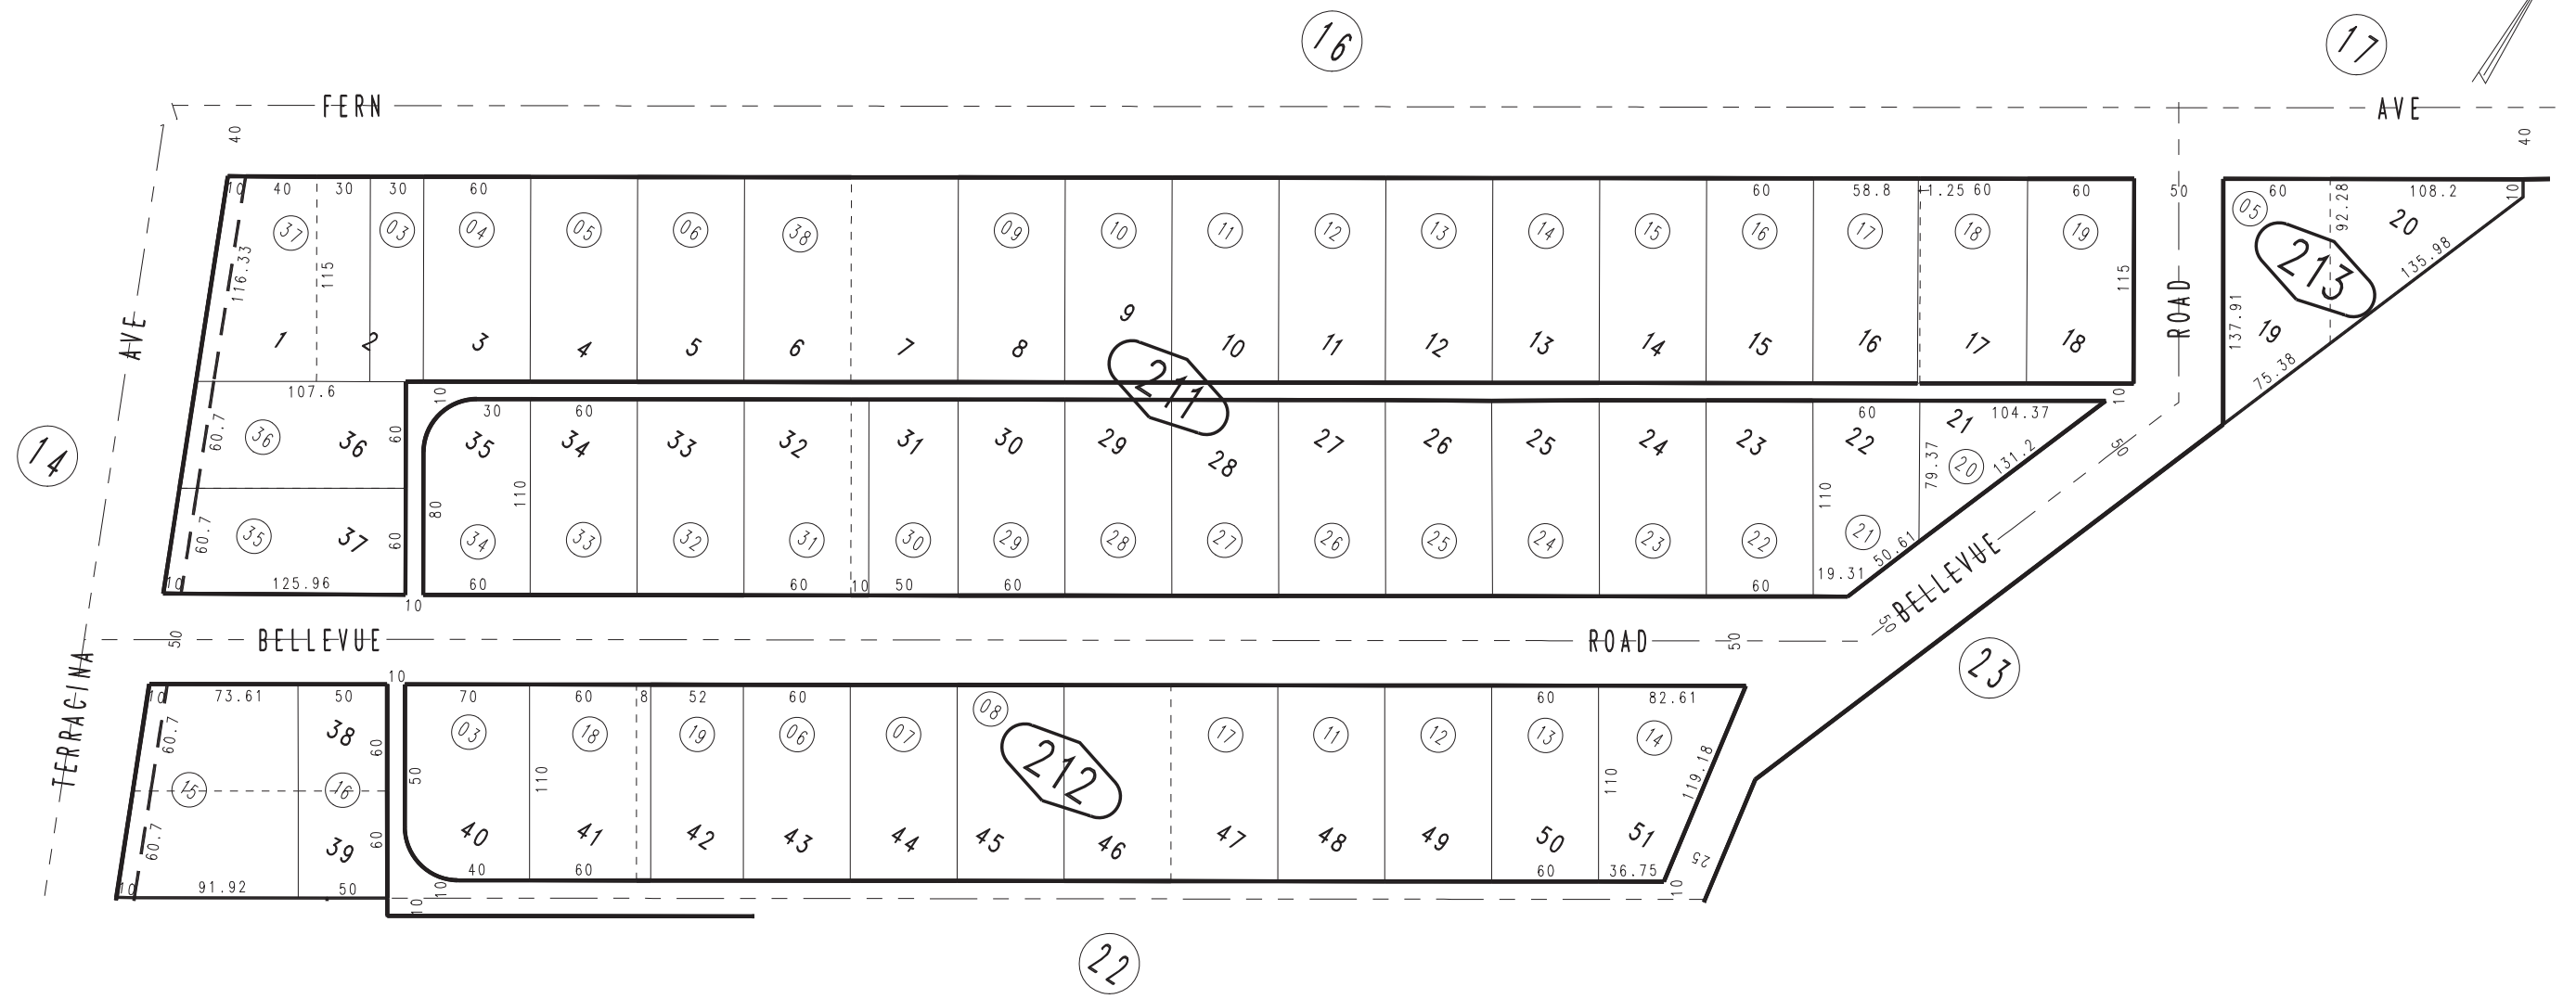 16
17
FERN
AVE
40
40
10 40 30 30 60 60 58.8 1.25 60 60 50 60 92.28 108.2 10
37 03 04 05 06 38 09 10 11 12 13 14 15 16 17 18 19 05 20
116.33 115 115 ROAD 137.91 213 135.98
AVE
1 2 3 4 5 6 7 8 9 10 11 12 13 14 15 16 17 18 19
75.38
211
107.6 10 10
30 60 60 21 104.37
14
60.7 36 36 60 35 34 33 32 31 30 29 28 27 26 25 24 23 22 79.37 20 131.2 50
80 110 110
60.7 35 37 60 34 33 32 31 30 29 28 27 26 25 24 23 22 21 50.61
10 125.96 60 60 10 50 60 60 19.31
10
50 BELLEVUE ROAD 50 50 BELLEVUE
TERRACINA
23
10
10 73.61 50 70 60 8 52 60 60 82.61
60.7 38 60 03 18 19 06 07 08 17 11 12 13 14
15 16 50 110 212 110 119.18
60.7 39 60 40 41 42 43 44 45 46 47 48 49 50 51 25
10 91.92 50 10 40 60 60 36.75 10
10
22